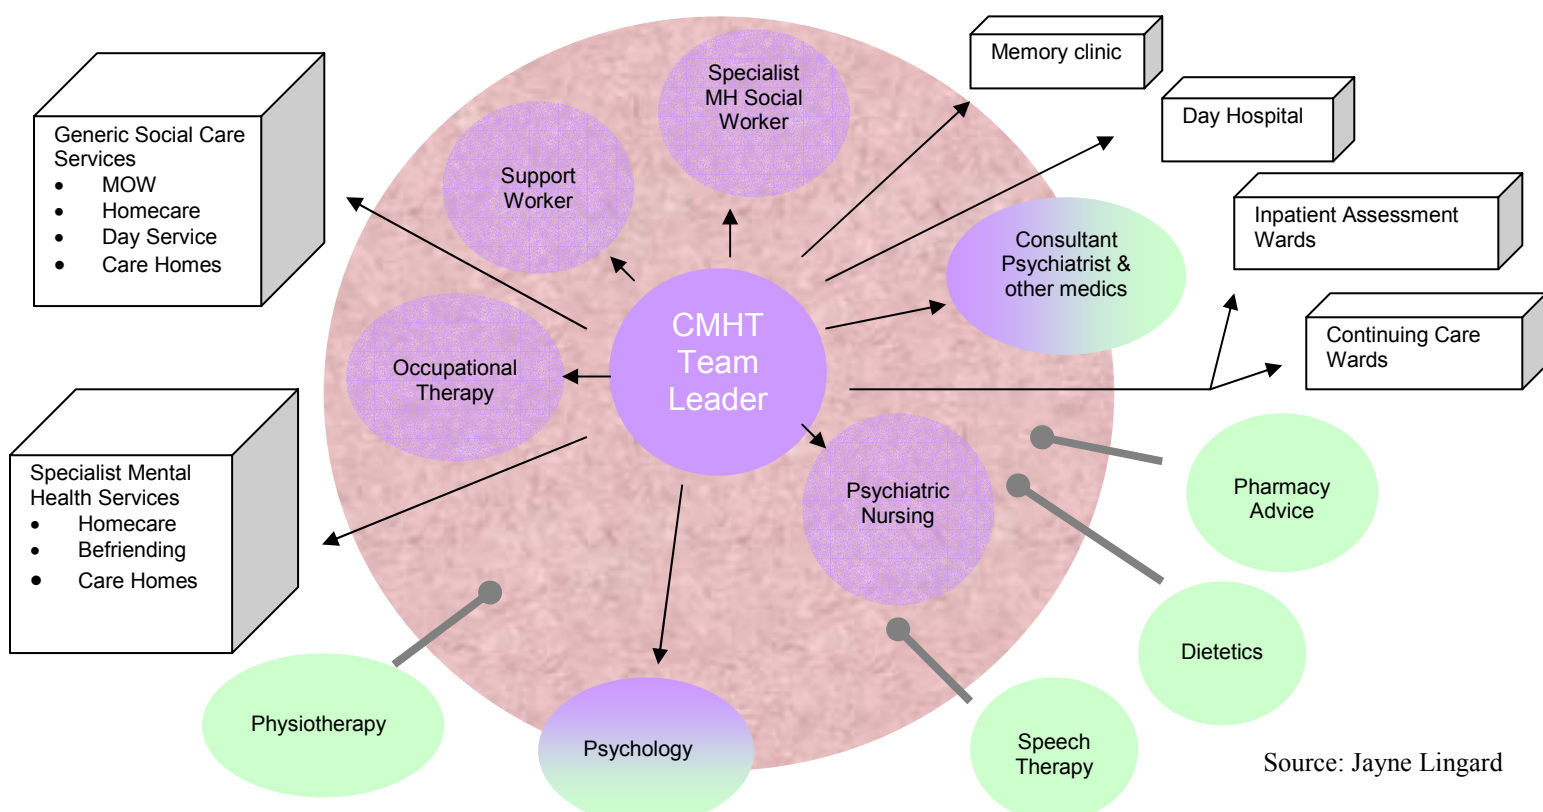 Memory clinic
Specialist
MH Social
Worker
Day Hospital
Generic Social Care
Services
• MOW
• Homecare
• Day Service
• Care Homes
Support
Worker
Inpatient Assessment
Wards
Consultant
Psychiatrist &
other medics
CMHT
Team
Leader
Continuing Care
Wards
Occupational
Therapy
Specialist Mental
Health Services
• Homecare
• Befriending
• Care Homes
Psychiatric
Nursing
Pharmacy
Advice
Dietetics
Physiotherapy
Psychology
Speech
Therapy
Source: Jayne Lingard